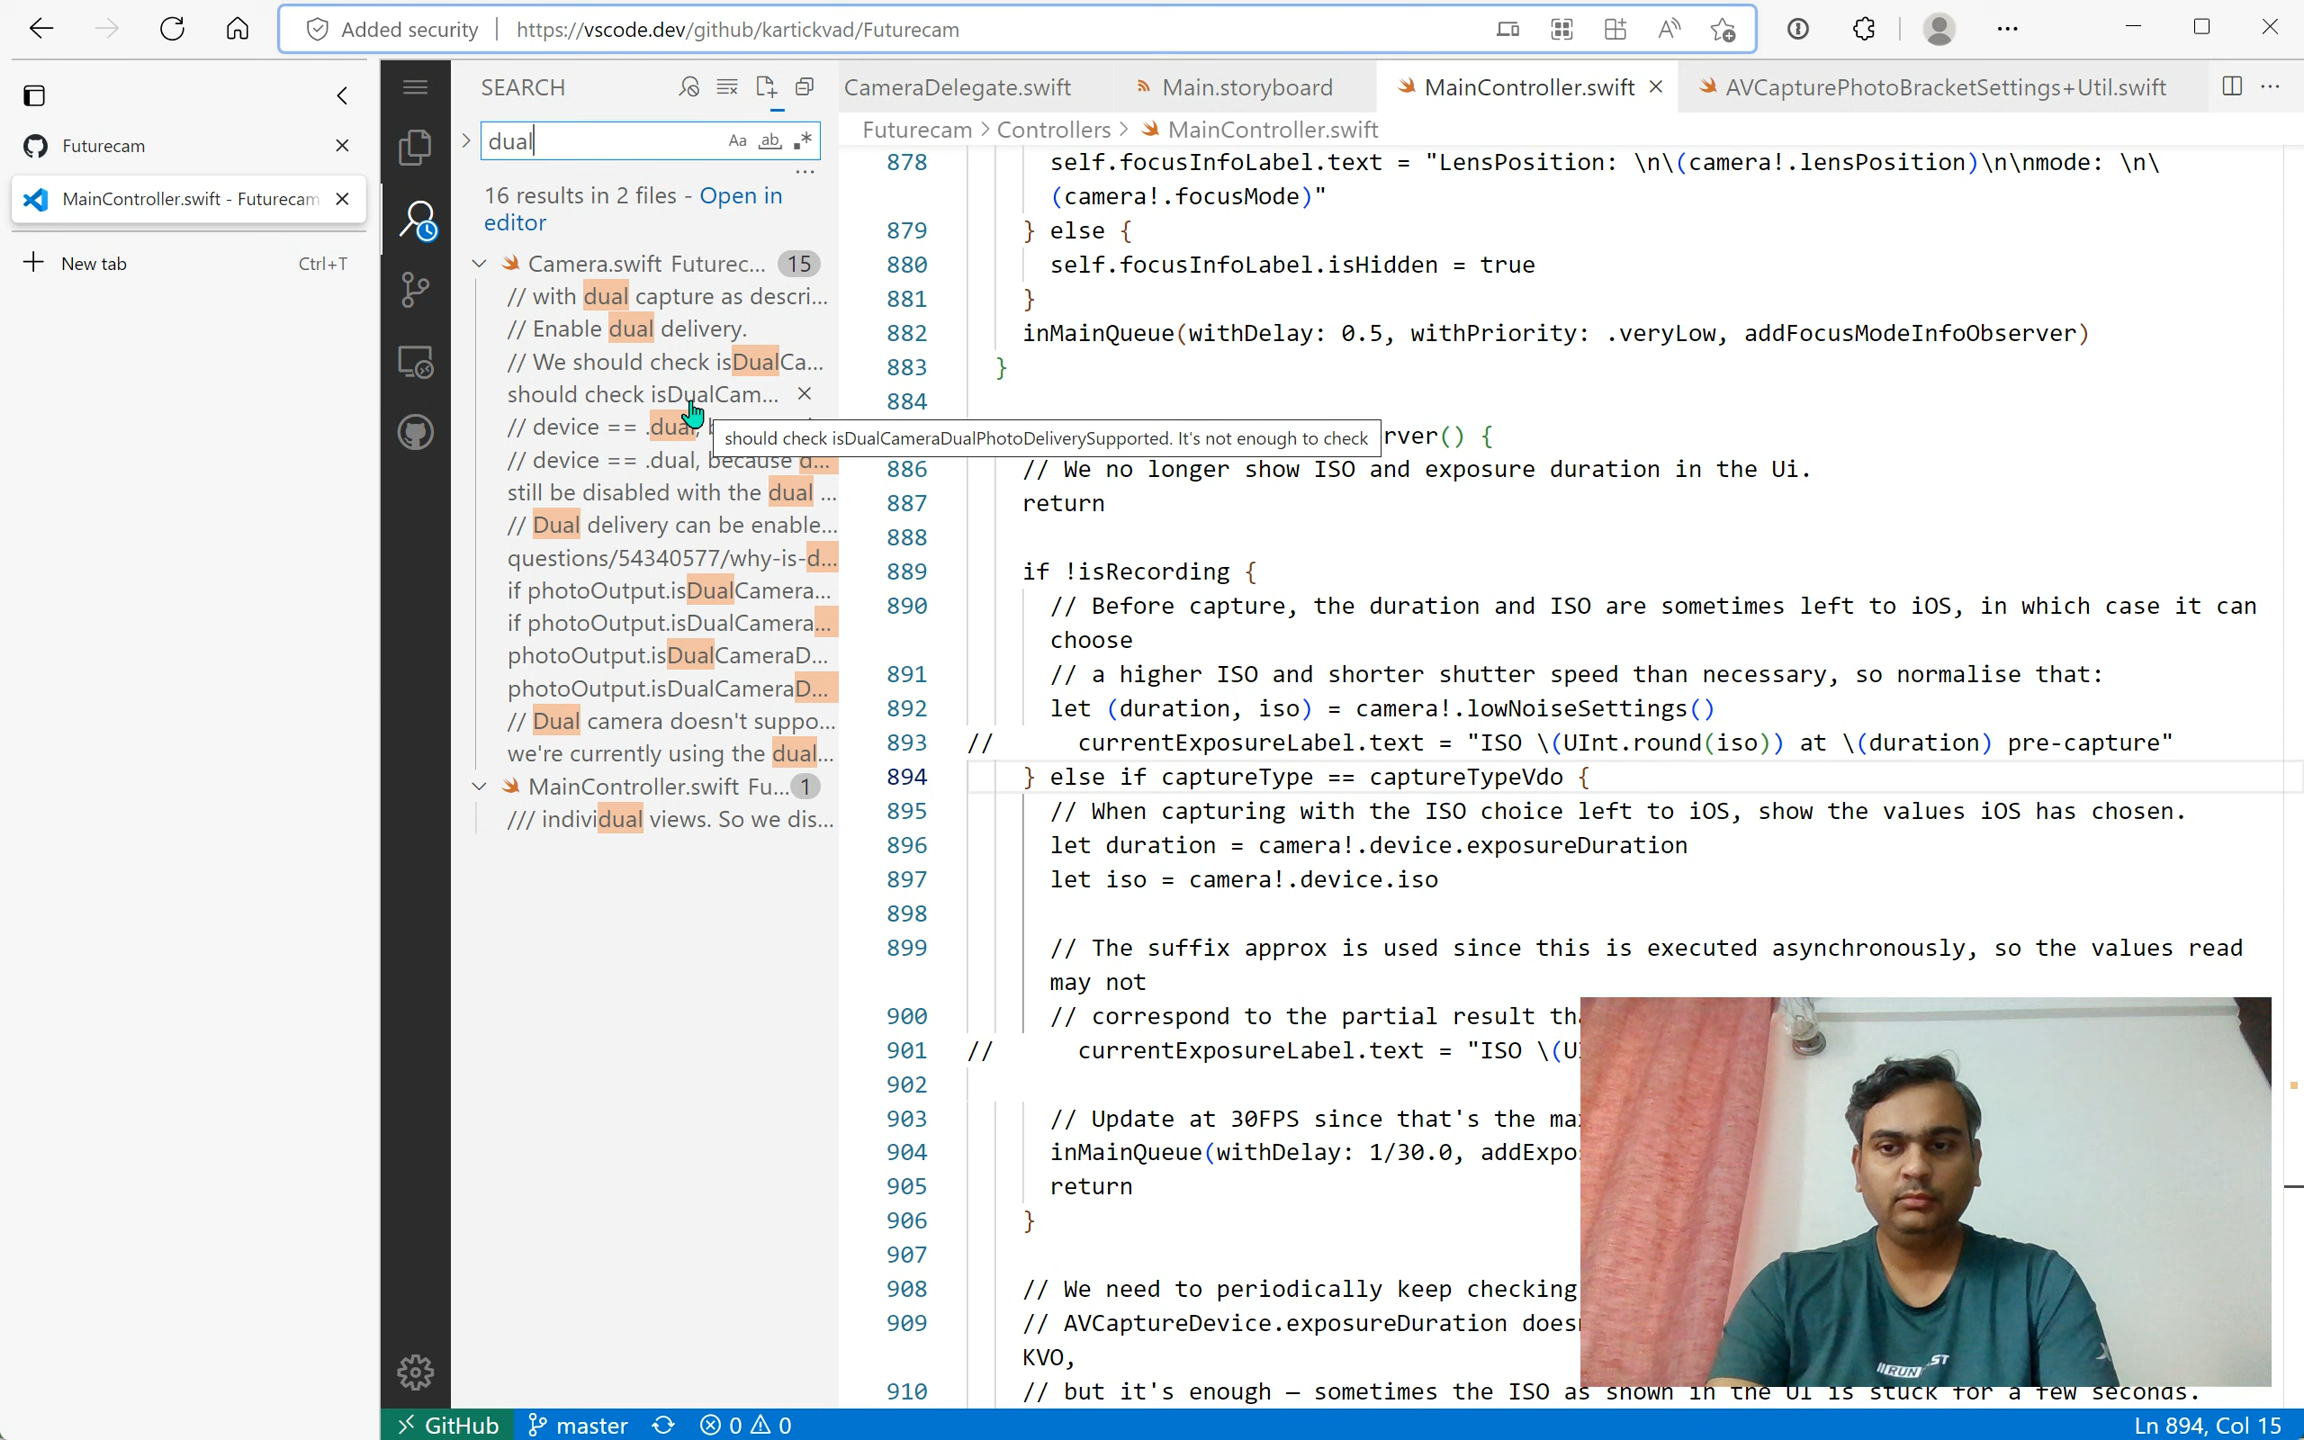 Added security
https://vscode.dev/github/kartickvad/Futurecam
Futurecam
MainController.swift - Futurecam
New tab
Ctrl+T
SEARCH
dual
Aa ab .*
16 results in 2 files - Open in
editor
Camera.swift Futurec... 15
// with dual capture as descri...
// Enable dual delivery.
// We should check isDualCa...
should check isDualCam...
// device == .dual,
// device == .dual, because d...
still be disabled with the dual ...
// Dual delivery can be enable...
questions/54340577/why-is-d...
if photoOutput.isDualCamera...
if photoOutput.isDualCamera...
photoOutput.isDualCameraD...
photoOutput.isDualCameraD...
// Dual camera doesn't suppo...
we're currently using the dual...
MainController.swift Fu... 1
/// individual views. So we dis...
should check isDualCameraDualPhotoDeliverySupported. It's not enough to check
CameraDelegate.swift
Main.storyboard
MainController.swift
AVCapturePhotoBracketSettings+Util.swift
Futurecam > Controllers > MainController.swift
878 self.focusInfoLabel.text = "LensPosition: \n\(camera!.lensPosition)\n\nmode: \n\
(camera!.focusMode)"
879 } else {
880 self.focusInfoLabel.isHidden = true
881 }
882 inMainQueue(withDelay: 0.5, withPriority: .veryLow, addFocusModeInfoObserver)
883 }
884
rver() {
886 // We no longer show ISO and exposure duration in the Ui.
887 return
888
889 if !isRecording {
890 // Before capture, the duration and ISO are sometimes left to iOS, in which case it can
choose
891 // a higher ISO and shorter shutter speed than necessary, so normalise that:
892 let (duration, iso) = camera!.lowNoiseSettings()
893 // currentExposureLabel.text = "ISO \(UInt.round(iso)) at \(duration) pre-capture"
894 } else if captureType == captureTypeVdo {
895 // When capturing with the ISO choice left to iOS, show the values iOS has chosen.
896 let duration = camera!.device.exposureDuration
897 let iso = camera!.device.iso
898
899 // The suffix approx is used since this is executed asynchronously, so the values read
may not
900 // correspond to the partial result tha
901 // currentExposureLabel.text = "ISO \(U
902
903 // Update at 30FPS since that's the ma
904 inMainQueue(withDelay: 1/30.0, addExpo
905 return
906 }
907
908 // We need to periodically keep checking
909 // AVCaptureDevice.exposureDuration does
KVO,
910 // but it's enough — sometimes the ISO as shown in the UI is stuck for a few seconds.
GitHub
master
0 0
Ln 894, Col 15